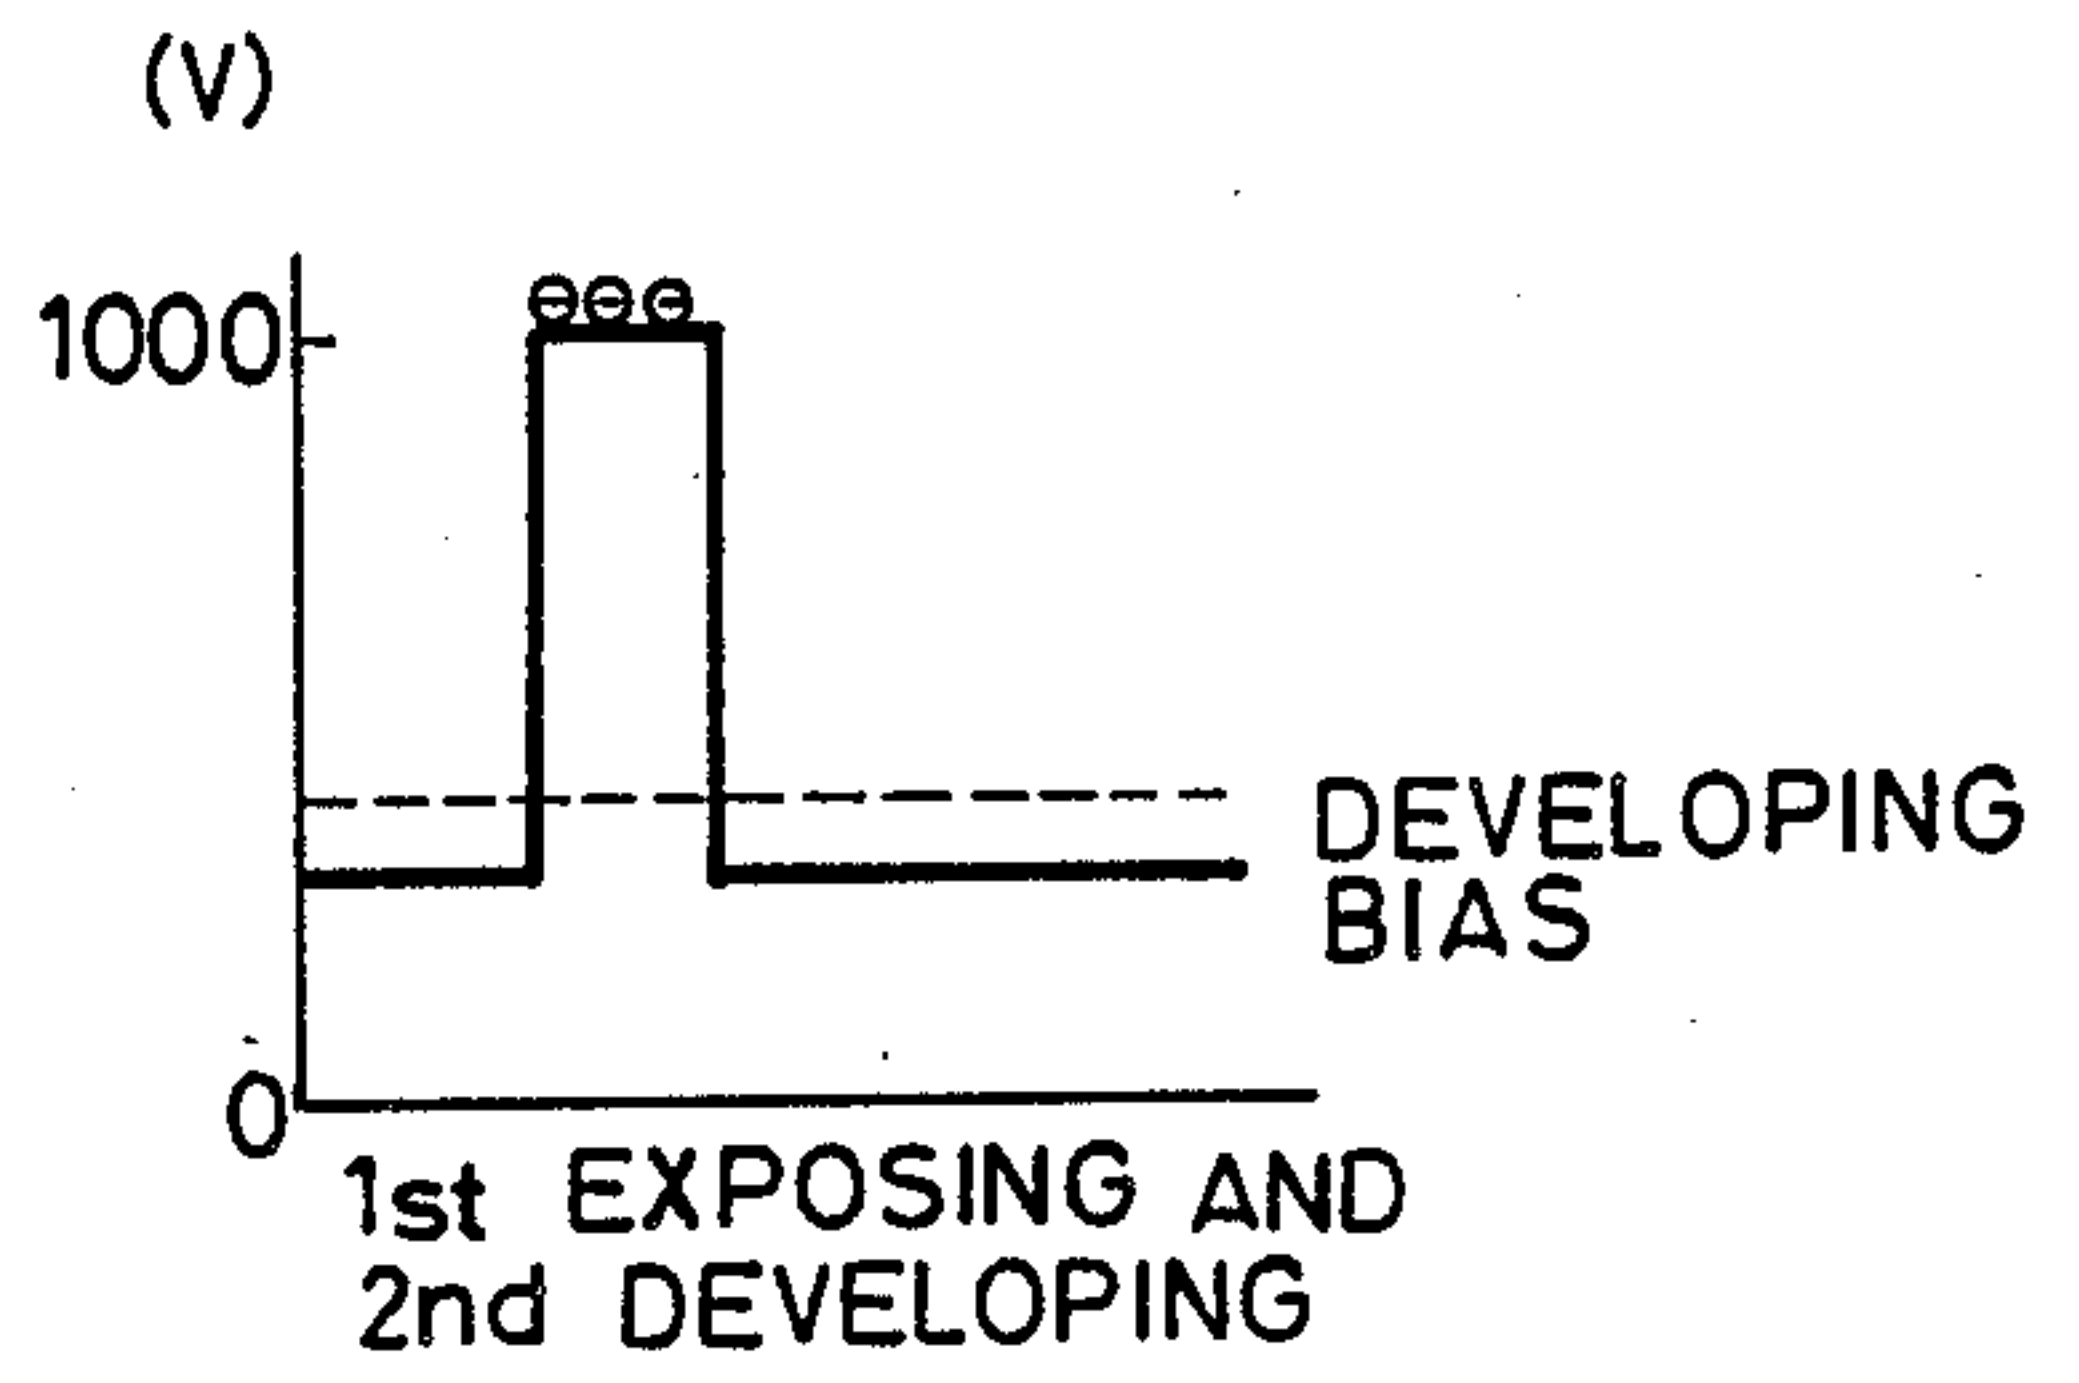 (V)
1000
DEVELOPING
BIAS
0
1st EXPOSING AND
2nd DEVELOPING